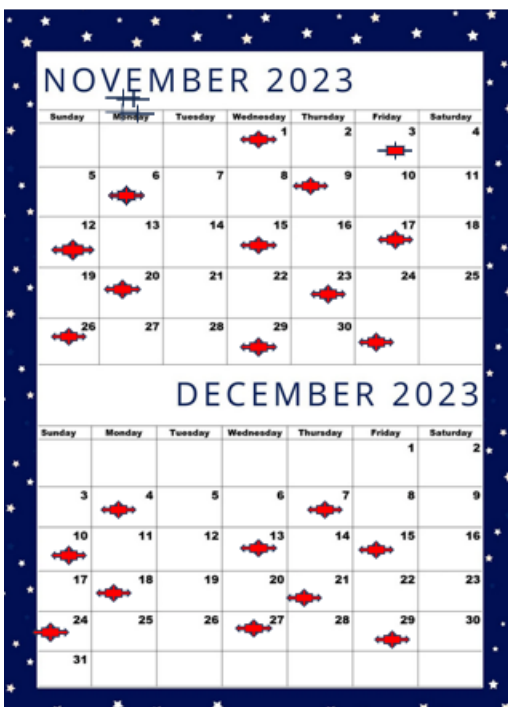 NOVEMBER 2023
Sunday Monday Tuesday Wednesday Thursday Friday Saturday
1 2 3 4
5 6 7 8 9 10 11
12 13 14 15 16 17 18
19 20 21 22 23 24 25
26 27 28 29 30
DECEMBER 2023
Sunday Monday Tuesday Wednesday Thursday Friday Saturday
1 2
3 4 5 6 7 8 9
10 11 12 13 14 15 16
17 18 19 20 21 22 23
24 25 26 27 28 29 30
31